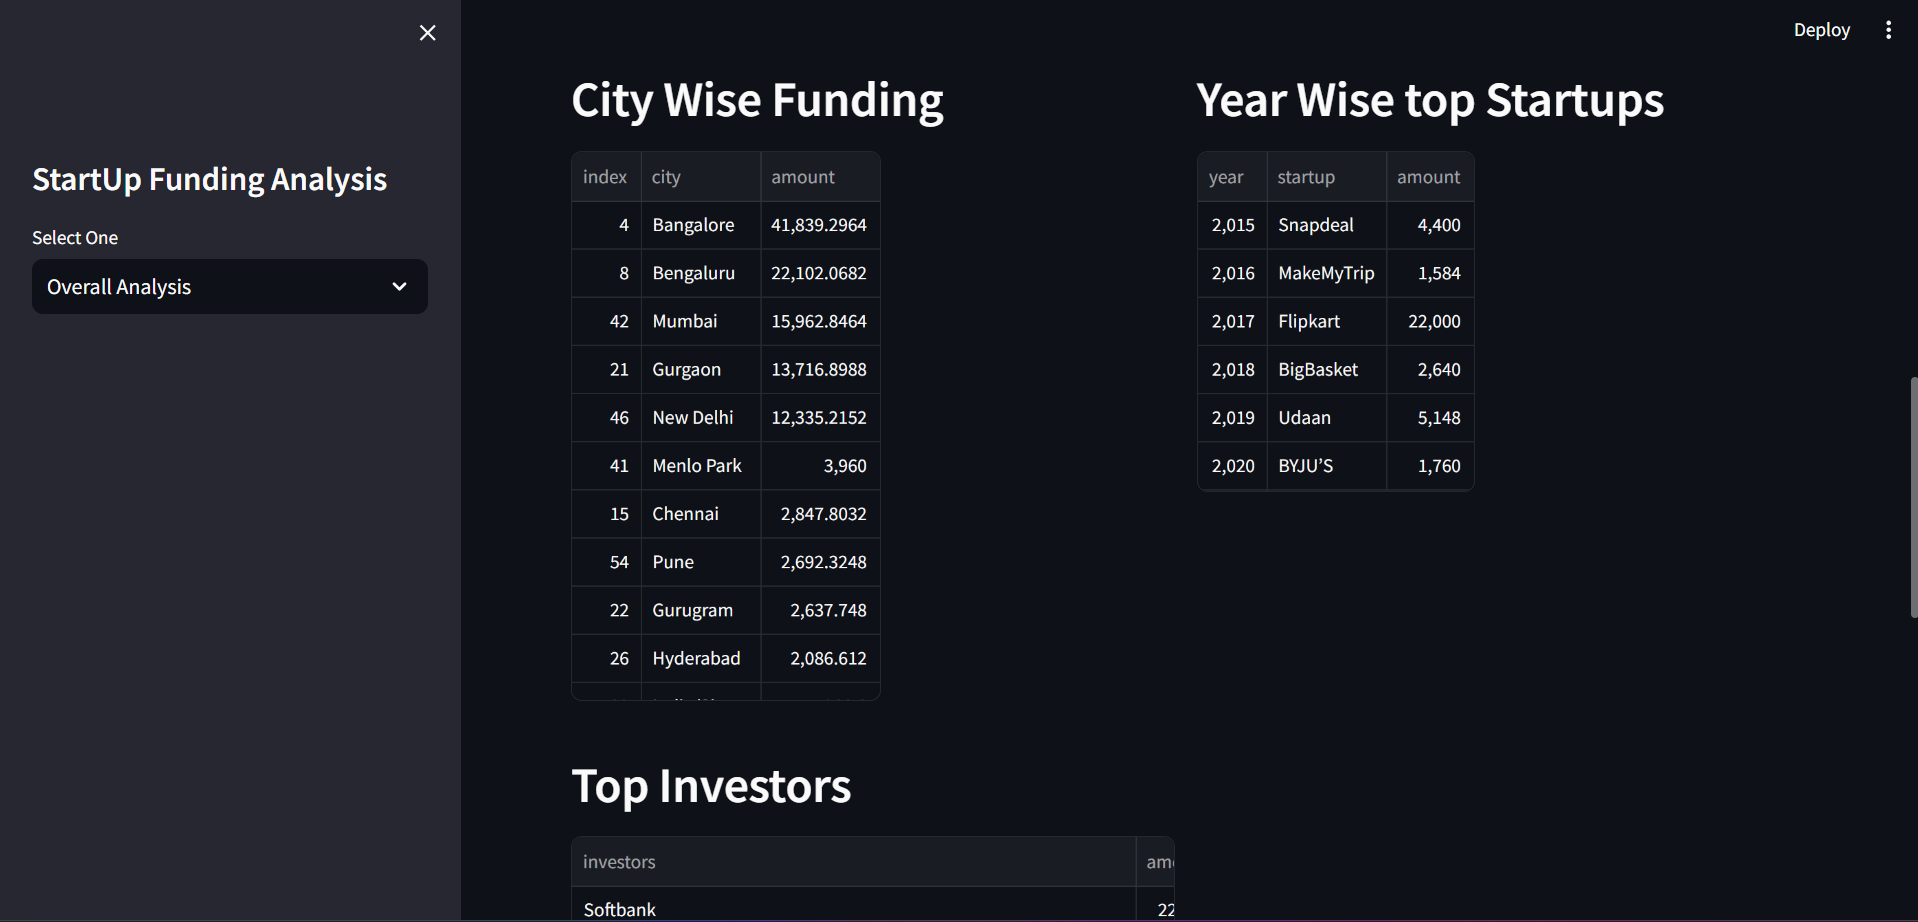 Deploy
StartUp Funding Analysis
Select One
Overall Analysis
City Wise Funding
index city amount
4 Bangalore 41,839.2964
8 Bengaluru 22,102.0682
42 Mumbai 15,962.8464
21 Gurgaon 13,716.8988
46 New Delhi 12,335.2152
41 Menlo Park 3,960
15 Chennai 2,847.8032
54 Pune 2,692.3248
22 Gurugram 2,637.748
26 Hyderabad 2,086.612
Year Wise top Startups
year startup amount
2,015 Snapdeal 4,400
2,016 MakeMyTrip 1,584
2,017 Flipkart 22,000
2,018 BigBasket 2,640
2,019 Udaan 5,148
2,020 BYJU’S 1,760
Top Investors
investors am
Softbank 22